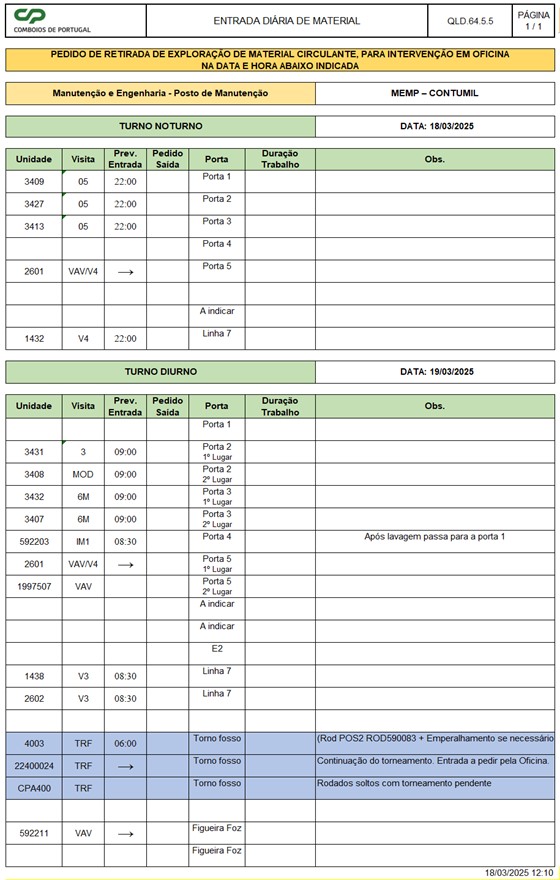 CP
COMBOIOS DE PORTUGAL
ENTRADA DIÁRIA DE MATERIAL
QLD.64.5.5
PÁGINA
1 / 1
PEDIDO DE RETIRADA DE EXPLORAÇÃO DE MATERIAL CIRCULANTE, PARA INTERVENÇÃO EM OFICINA
NA DATA E HORA ABAIXO INDICADA
Manutenção e Engenharia - Posto de Manutenção MEMP – CONTUMIL
TURNO NOTURNO DATA: 18/03/2025
Unidade Visita Prev. Entrada Pedido Saída Porta Duração Trabalho Obs.
3409 05 22:00 Porta 1
3427 05 22:00 Porta 2
3413 05 22:00 Porta 3
Porta 4
2601 VAV/V4 → Porta 5
A indicar
1432 V4 22:00 Linha 7
TURNO DIURNO DATA: 19/03/2025
Unidade Visita Prev. Entrada Pedido Saída Porta Duração Trabalho Obs.
Porta 1
3431 3 09:00 Porta 2 1º Lugar
3408 MOD 09:00 Porta 2 2º Lugar
3432 6M 09:00 Porta 3 1º Lugar
3407 6M 09:00 Porta 3 2º Lugar
592203 IM1 08:30 Porta 4 Após lavagem passa para a porta 1
2601 VAV/V4 → Porta 5 1º Lugar
1997507 VAV Porta 5 2º Lugar
A indicar
A indicar
E2
1438 V3 08:30 Linha 7
2602 V3 08:30 Linha 7
4003 TRF 06:00 Torno fosso (Rod POS2 ROD590083 + Emperalhamento se necessário
22400024 TRF → Torno fosso Continuação do torneamento. Entrada a pedir pela Oficina.
CPA400 TRF Torno fosso Rodados soltos com torneamento pendente
592211 VAV → Figueira Foz
Figueira Foz
18/03/2025 12:10